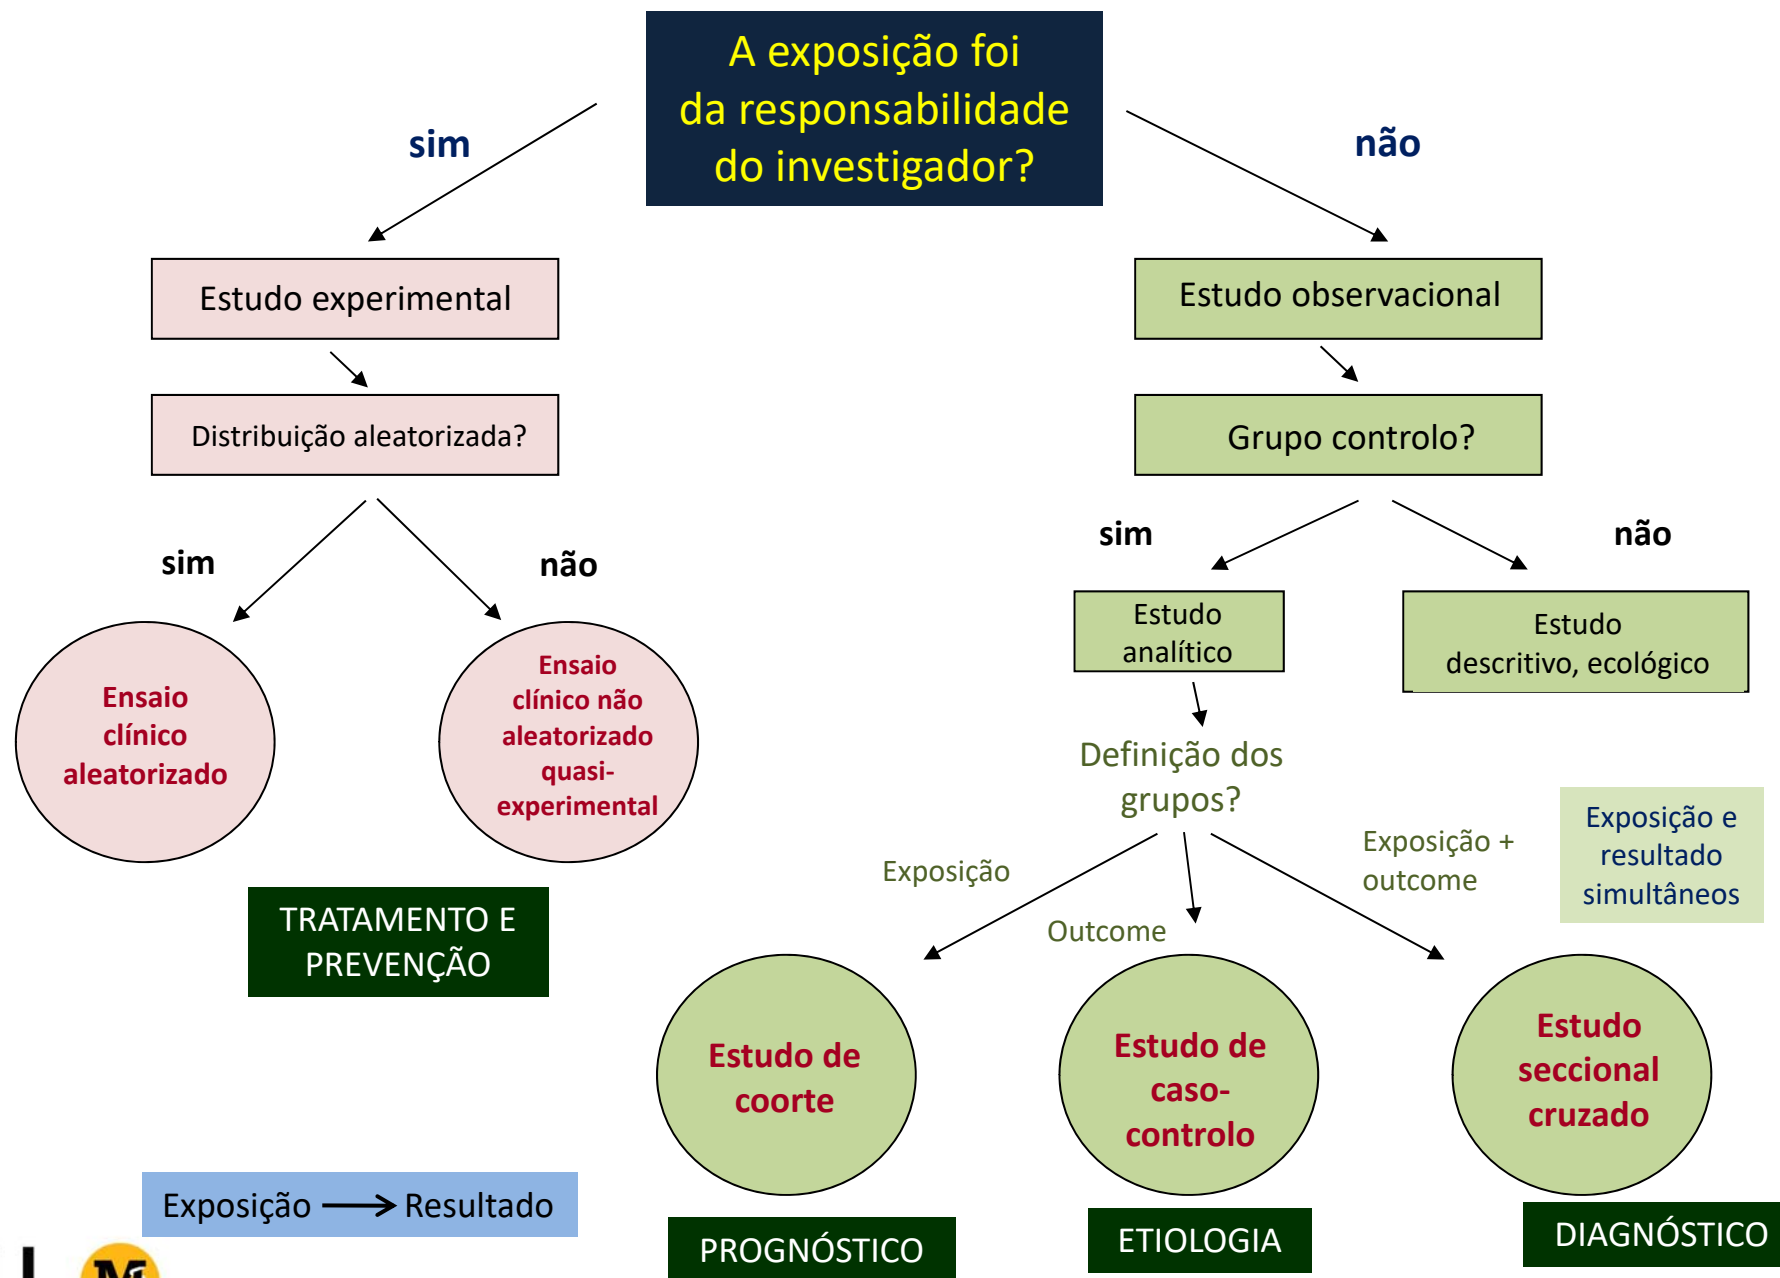 A exposição foi
da responsabilidade
do investigador?
sim
não
Estudo experimental
Estudo observacional
Distribuição aleatorizada?
Grupo controlo?
sim
não
sim
não
Ensaio
clínico
aleatorizado
Ensaio
clínico não
aleatorizado
quasi-
experimental
TRATAMENTO E
PREVENÇÃO
Estudo
analítico
Estudo
descritivo, ecológico
Definição dos
grupos?
Exposição
Outcome
Exposição +
outcome
Exposição e
resultado
simultâneos
Estudo de
coorte
Estudo de
caso-
controlo
Estudo
seccional
cruzado
Exposição → Resultado
PROGNÓSTICO
ETIOLOGIA
DIAGNÓSTICO